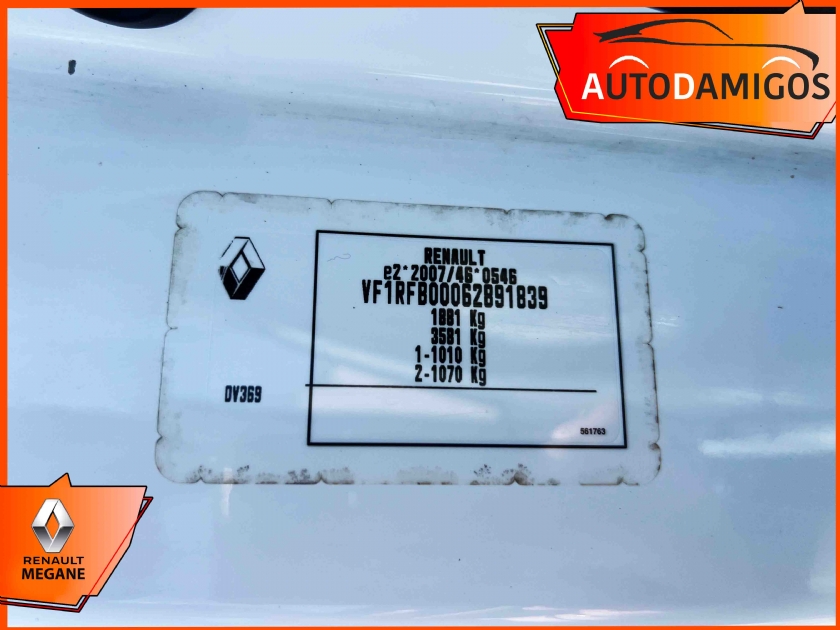 AUTODAMIGOS
RENAULT
e2*2007/46*0546
VF1RFB00062891839
1881 Kg
3581 Kg
1-1010 Kg
2-1070 Kg
DV369
561763
RENAULT
MEGANE